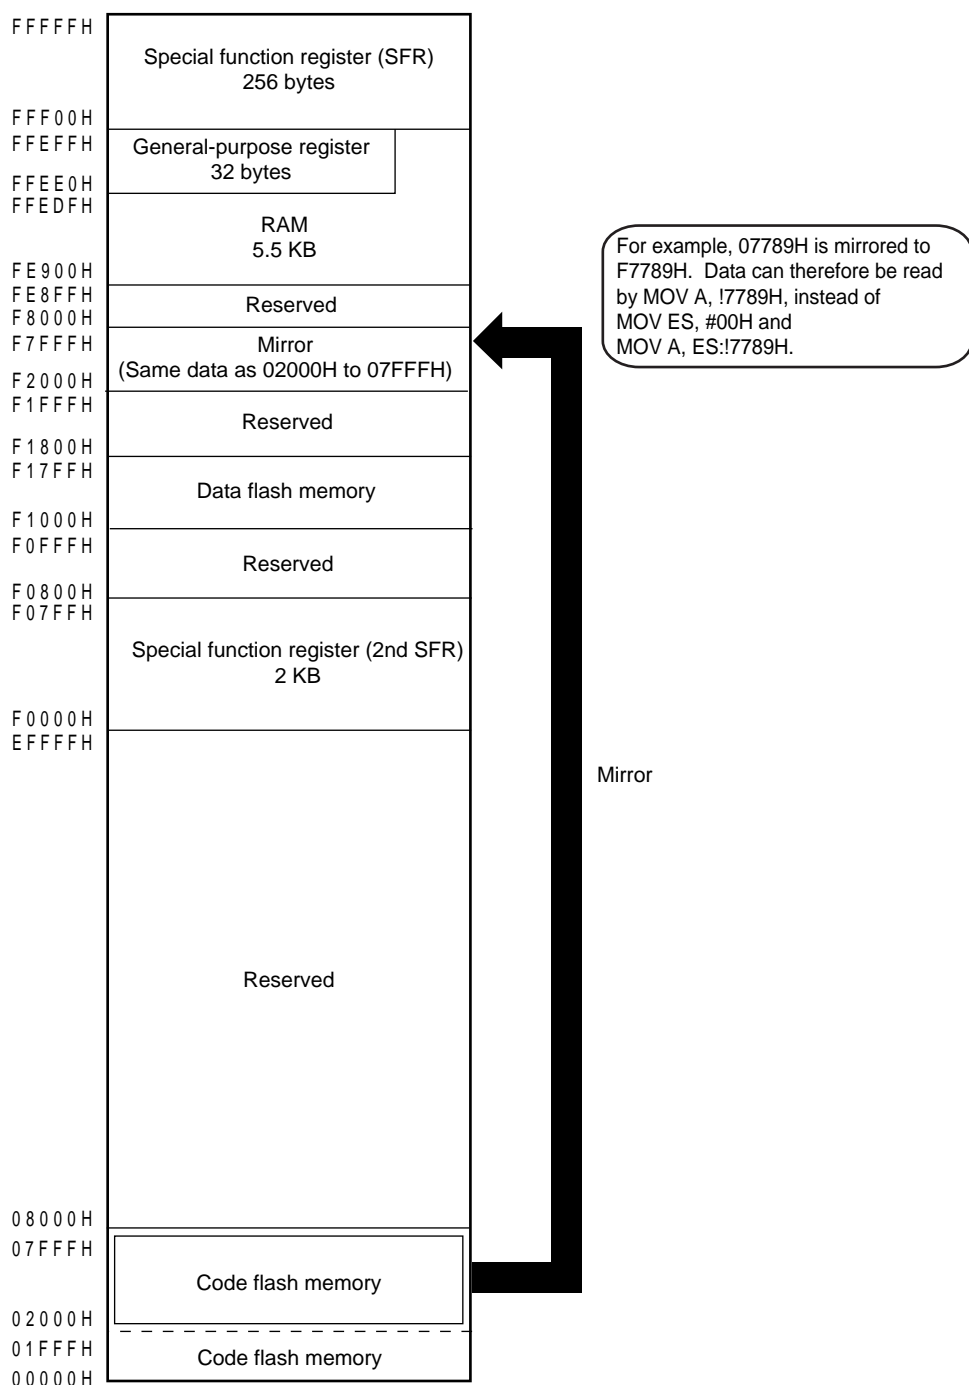 FFFFFH
Special function register (SFR)
256 bytes
FFF00H
FFEFFH
General-purpose register
32 bytes
FFEE0H
FFEDFH
RAM
5.5 KB
FE900H
FE8FFH
Reserved
F8000H
F7FFFH
Mirror
(Same data as 02000H to 07FFFH)
F2000H
F1FFFH
Reserved
F1800H
F17FFH
Data flash memory
F1000H
F0FFFH
Reserved
F0800H
F07FFH
Special function register (2nd SFR)
2 KB
F0000H
EFFFFH
Reserved
08000H
07FFFH
Code flash memory
02000H
01FFFH
Code flash memory
00000H
For example, 07789H is mirrored to
F7789H. Data can therefore be read
by MOV A, !7789H, instead of
MOV ES, #00H and
MOV A, ES:!7789H.
Mirror